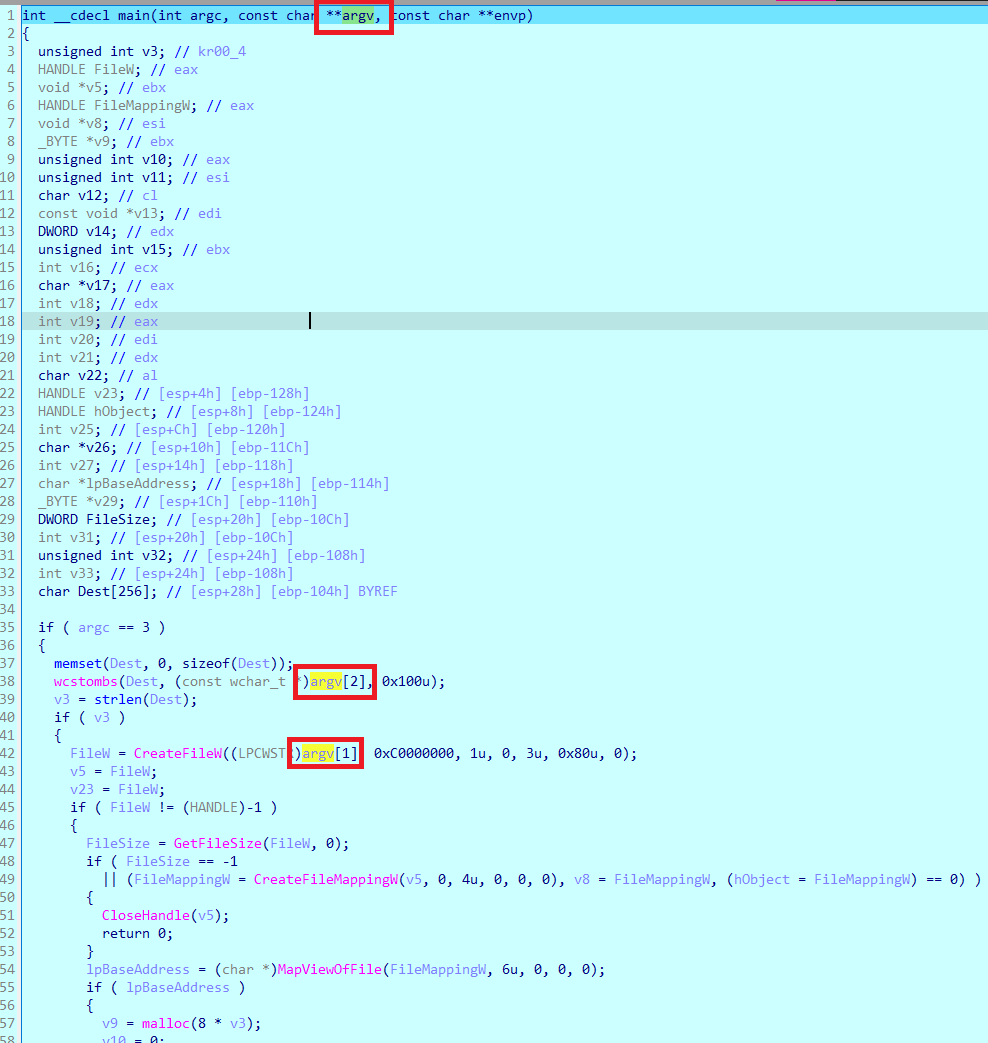 1 int __cdecl main(int argc, const char **argv, const char **envp)
2 {
3 unsigned int v3; // kr00_4
4 HANDLE FileW; // eax
5 void *v5; // ebx
6 HANDLE FileMappingW; // eax
7 void *v8; // esi
8 _BYTE *v9; // ebx
9 unsigned int v10; // eax
10 unsigned int v11; // esi
11 char v12; // cl
12 const void *v13; // edi
13 DWORD v14; // edx
14 unsigned int v15; // ebx
15 int v16; // ecx
16 char *v17; // eax
17 int v18; // edx
18 int v19; // eax
19 int v20; // edi
20 int v21; // edx
21 char v22; // al
22 HANDLE v23; // [esp+4h] [ebp-128h]
23 HANDLE hObject; // [esp+8h] [ebp-124h]
24 int v25; // [esp+Ch] [ebp-120h]
25 char *v26; // [esp+10h] [ebp-11Ch]
26 int v27; // [esp+14h] [ebp-118h]
27 char *lpBaseAddress; // [esp+18h] [ebp-114h]
28 _BYTE *v29; // [esp+1Ch] [ebp-110h]
29 DWORD FileSize; // [esp+20h] [ebp-10Ch]
30 int v31; // [esp+20h] [ebp-10Ch]
31 unsigned int v32; // [esp+24h] [ebp-108h]
32 int v33; // [esp+24h] [ebp-108h]
33 char Dest[256]; // [esp+28h] [ebp-104h] BYREF
34
35 if ( argc == 3 )
36 {
37 memset(Dest, 0, sizeof(Dest));
38 wcstombs(Dest, (const wchar_t *)argv[2], 0x100u);
39 v3 = strlen(Dest);
40 if ( v3 )
41 {
42 FileW = CreateFileW((LPCWSTR)argv[1], 0xC0000000, 1u, 0, 3u, 0x80u, 0);
43 v5 = FileW;
44 v23 = FileW;
45 if ( FileW != (HANDLE)-1 )
46 {
47 FileSize = GetFileSize(FileW, 0);
48 if ( FileSize == -1
49 || (FileMappingW = CreateFileMappingW(v5, 0, 4u, 0, 0, 0), v8 = FileMappingW, (hObject = FileMappingW) == 0) )
50 {
51 CloseHandle(v5);
52 return 0;
53 }
54 lpBaseAddress = (char *)MapViewOfFile(FileMappingW, 6u, 0, 0, 0);
55 if ( lpBaseAddress )
56 {
57 v9 = malloc(8 * v3);
58 v10 = 0;